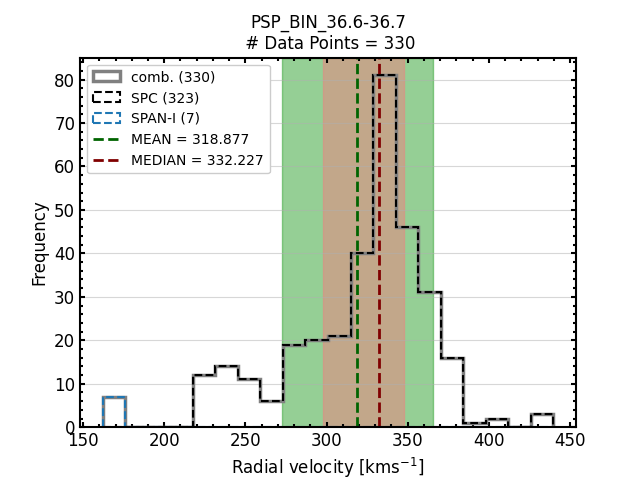 PSP_BIN_36.6-36.7
# Data Points = 330
comb. (330)
SPC (323)
SPAN-I (7)
MEAN = 318.877
MEDIAN = 332.227
Frequency
80
70
60
50
40
30
20
10
0
150 200 250 300 350 400 450
Radial velocity [kms⁻¹]